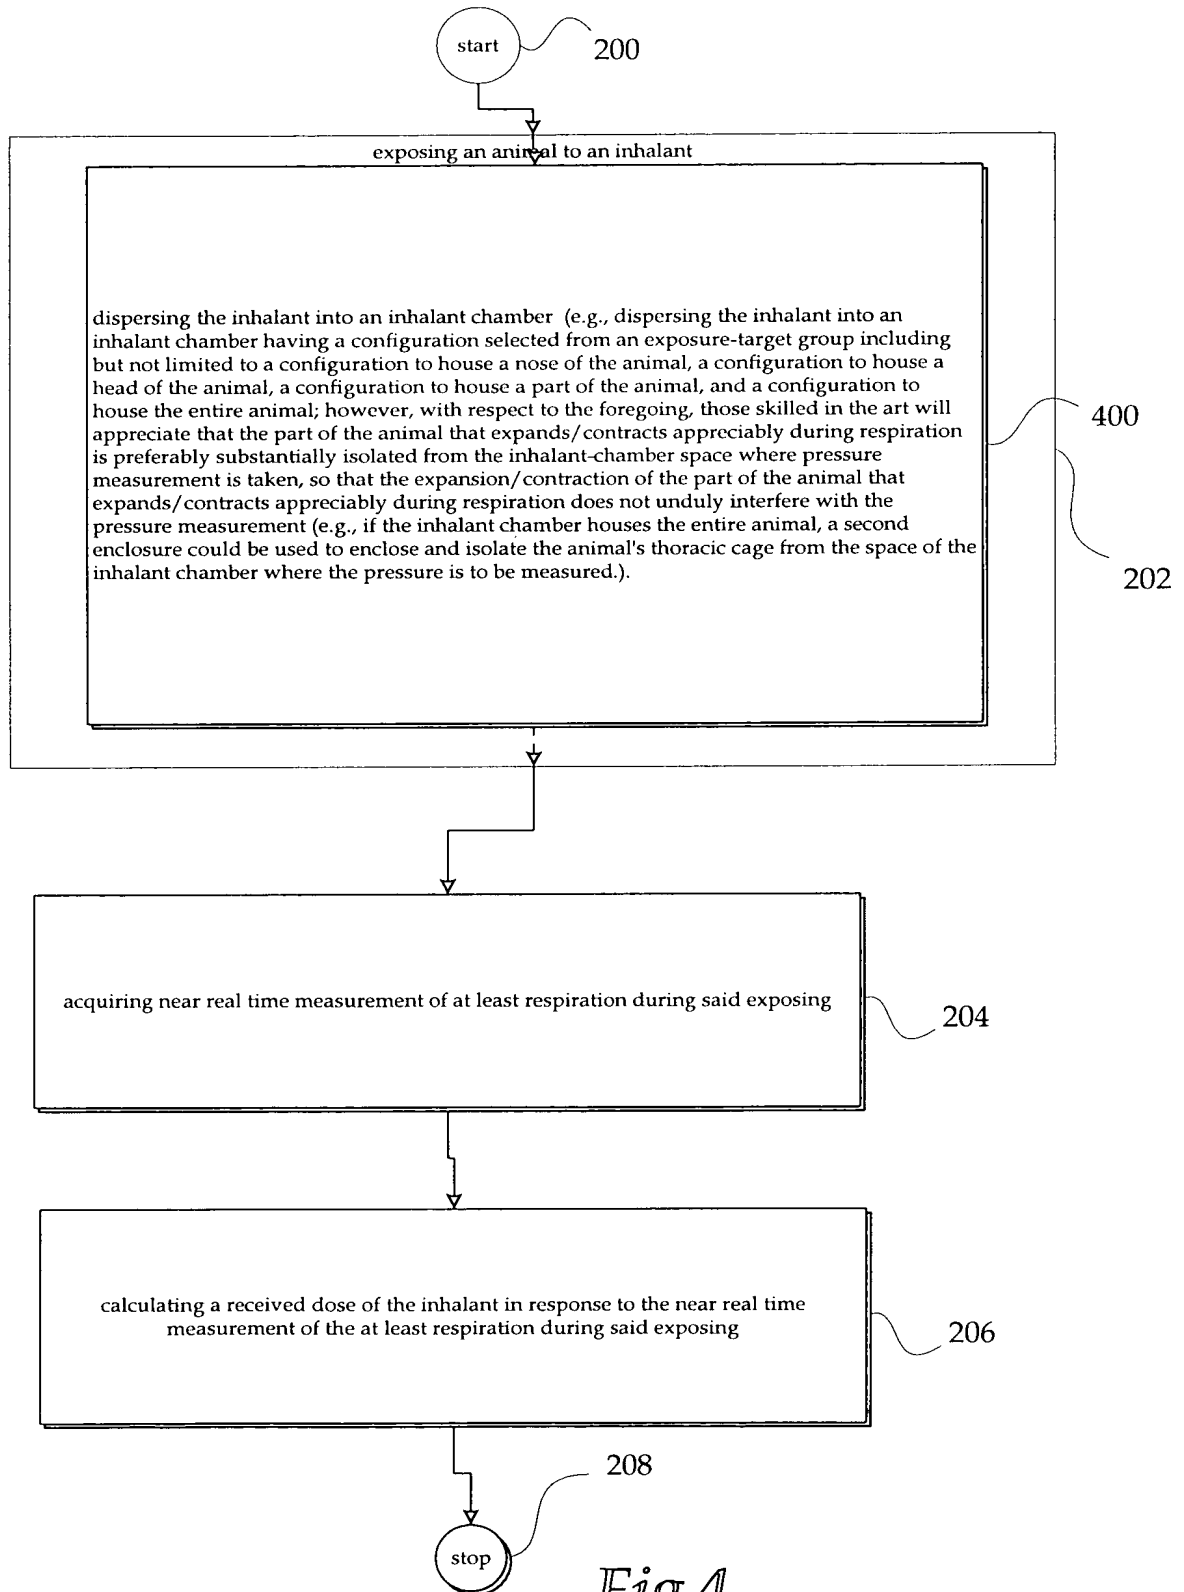 start
200
exposing an animal to an inhalant
dispersing the inhalant into an inhalant chamber (e.g., dispersing the inhalant into an
inhalant chamber having a configuration selected from an exposure-target group including
but not limited to a configuration to house a nose of the animal, a configuration to house a
head of the animal, a configuration to house a part of the animal, and a configuration to
house the entire animal; however, with respect to the foregoing, those skilled in the art will
appreciate that the part of the animal that expands/contracts appreciably during respiration
is preferably substantially isolated from the inhalant-chamber space where pressure
measurement is taken, so that the expansion/contraction of the part of the animal that
expands/contracts appreciably during respiration does not unduly interfere with the
pressure measurement (e.g., if the inhalant chamber houses the entire animal, a second
enclosure could be used to enclose and isolate the animal's thoracic cage from the space of the
inhalant chamber where the pressure is to be measured.).
400
202
acquiring near real time measurement of at least respiration during said exposing
204
calculating a received dose of the inhalant in response to the near real time
measurement of the at least respiration during said exposing
206
208
stop
Fig.4